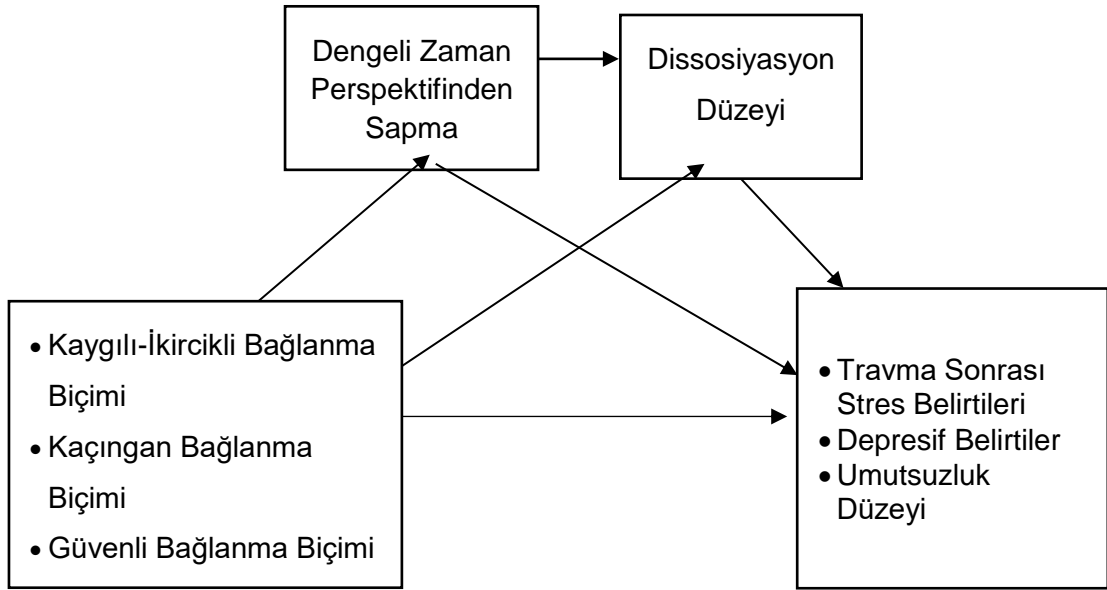 Dengeli Zaman
Perspektifinden
Sapma
Dissosiyasyon
Düzeyi
• Kaygılı-İkircikli Bağlanma
Biçimi
• Kaçıngan Bağlanma
Biçimi
• Güvenli Bağlanma Biçimi
• Travma Sonrası
Stres Belirtileri
• Depresif Belirtiler
• Umutsuzluk
Düzeyi